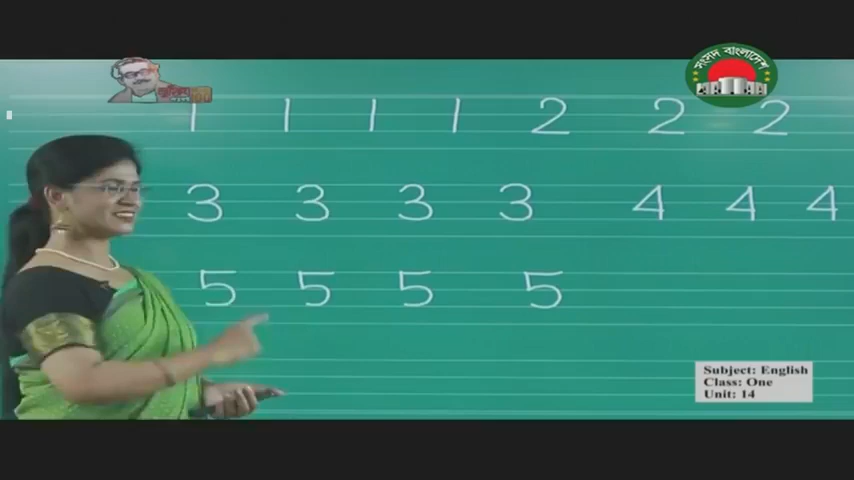 সংসদ বাংলাদেশ
1 1 1 1 2 2 2
3 3 3 3 4 4 4
5 5 5 5
Subject: English
Class: One
Unit: 14